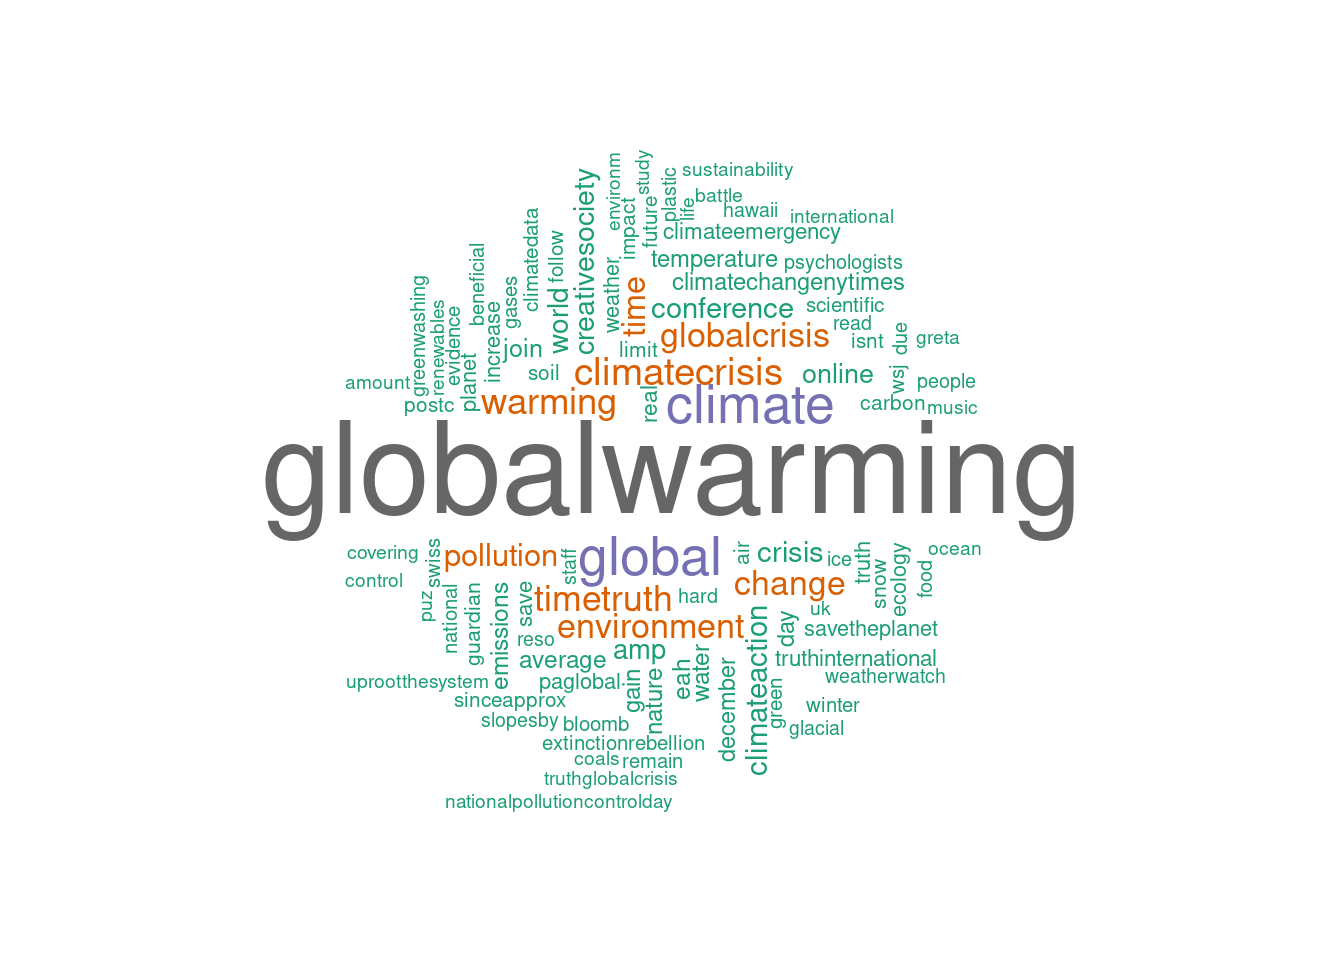 environm
study
sustainability
plastic
battle
life
hawaii
international
creativesociety
impact
future
climateemergency
climatedata
follow
weather
temperature
psychologists
beneficial
gases
time
climatechangenytimes
greenwashing
renewables
evidence
increase
world
conference
scientific
globalcrisis
read
isnt
due
greta
join
limit
planet
soil
climatecrisis
online
wsj
people
amount
postc
warming
real
climate
carbon
music
globalwarming
covering
swiss
pollution
staff
global
air
crisis
ice
truth
ocean
control
change
snow
ecology
food
puz
national
guardian
emissions
save
timetruth
hard
uk
reso
environment
day
savetheplanet
average
amp
climateaction
truthinternational
uprootthesystem
paglobal
gain
nature
eah
water
december
green
weatherwatch
sinceapprox
winter
slopesby
bloomb
glacial
extinctionrebellion
coals
remain
truthglobalcrisis
nationalpollutioncontrolday